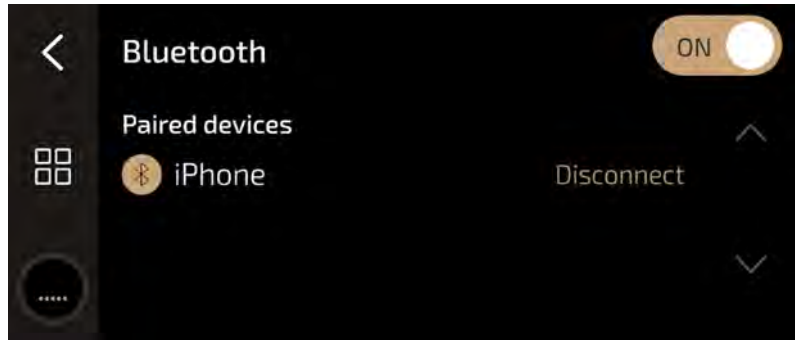 Bluetooth
ON
Paired devices
iPhone
Disconnect